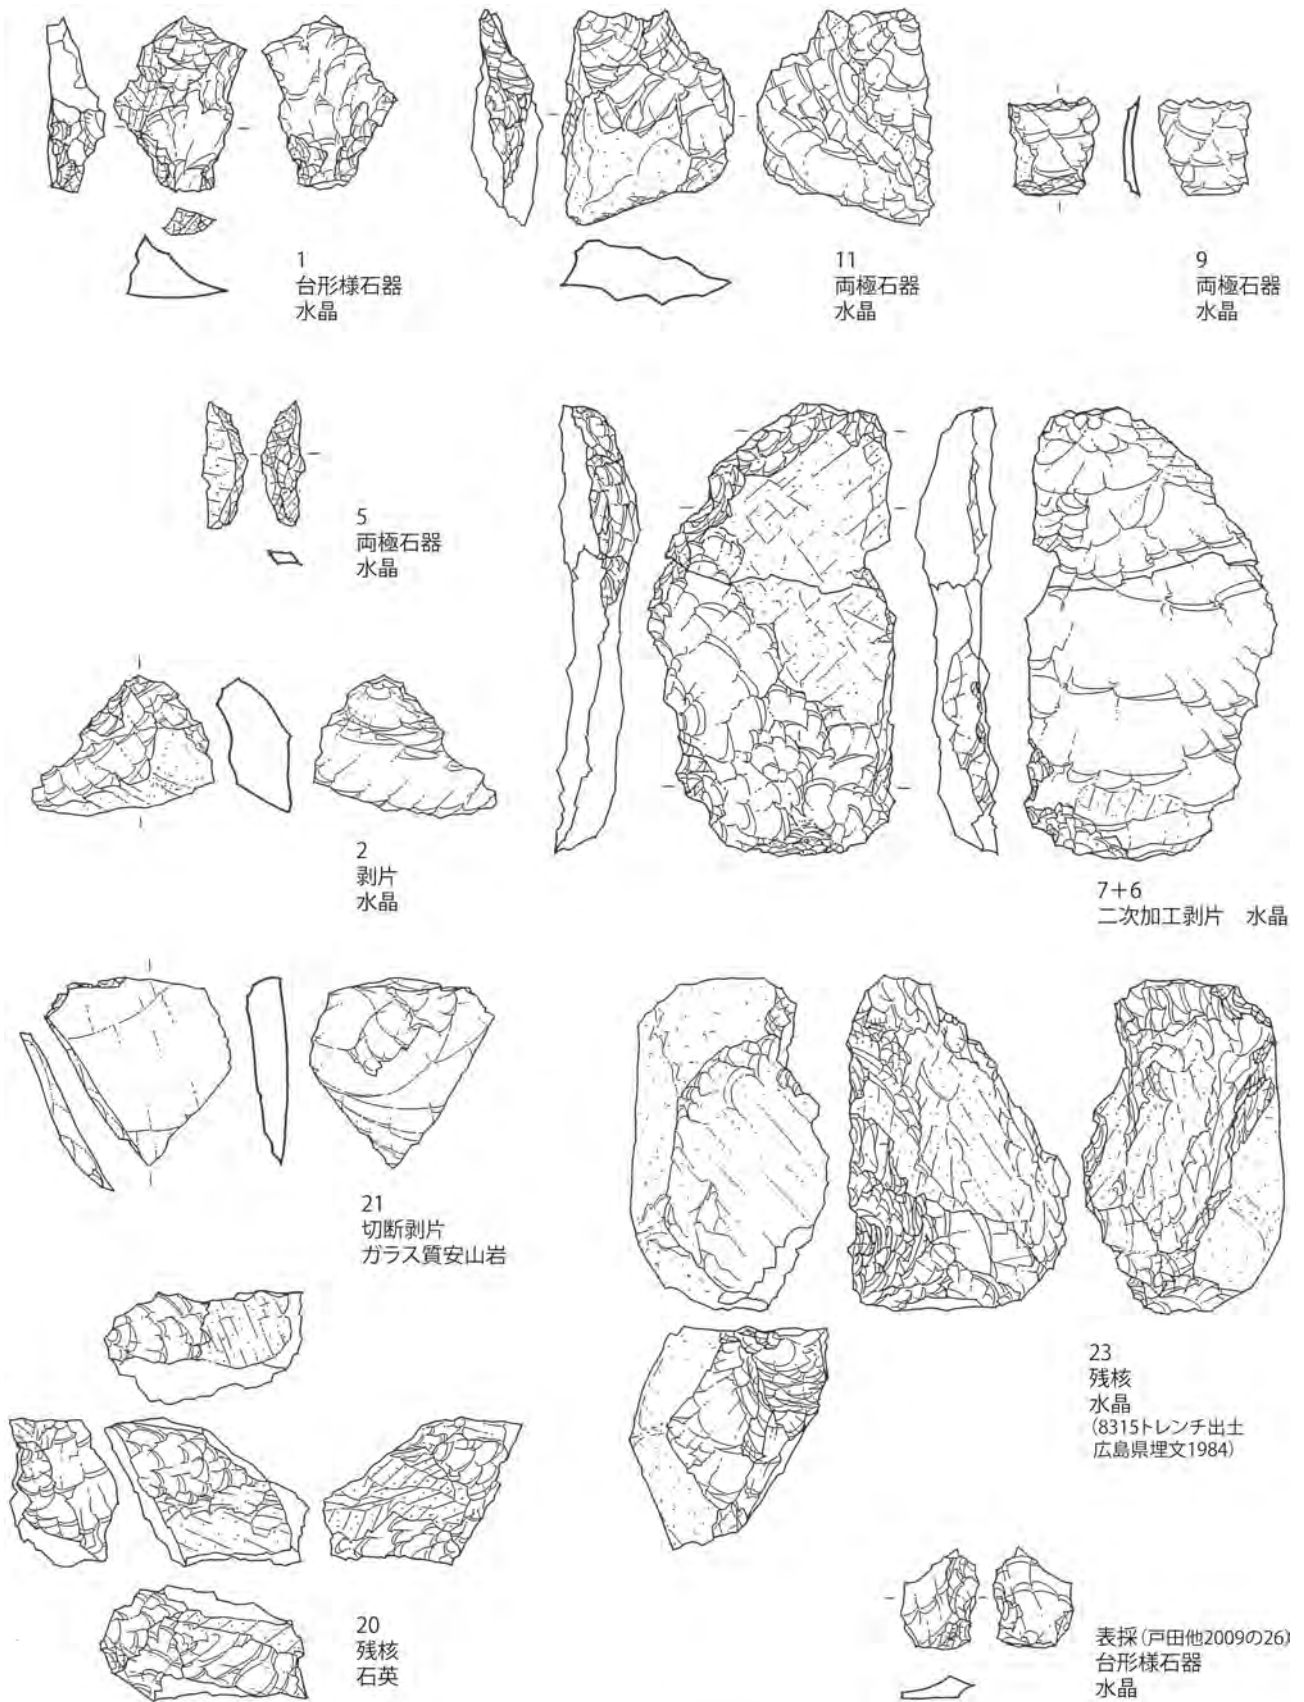 1
台形様石器
水晶
11
両極石器
水晶
9
両極石器
水晶
5
両極石器
水晶
2
剥片
水晶
7+6
二次加工剥片　水晶
21
切断剥片
ガラス質安山岩
23
残核
水晶
(8315トレンチ出土
広島県埋文1984)
20
残核
石英
表採(戸田他2009の26)
台形様石器
水晶